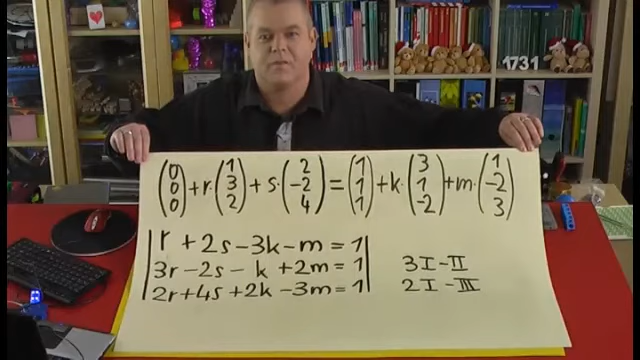 1731
(0 0 0) + r·(1 3 2) + s·(2 -2 4) = (1 1 1) + k·(3 1 -2) + m·(1 -2 3)
| r + 2s - 3k - m = 1 |
| 3r - 2s - k + 2m = 1 | 3I - II
| 2r + 4s + 2k - 3m = 1 | 2I - III